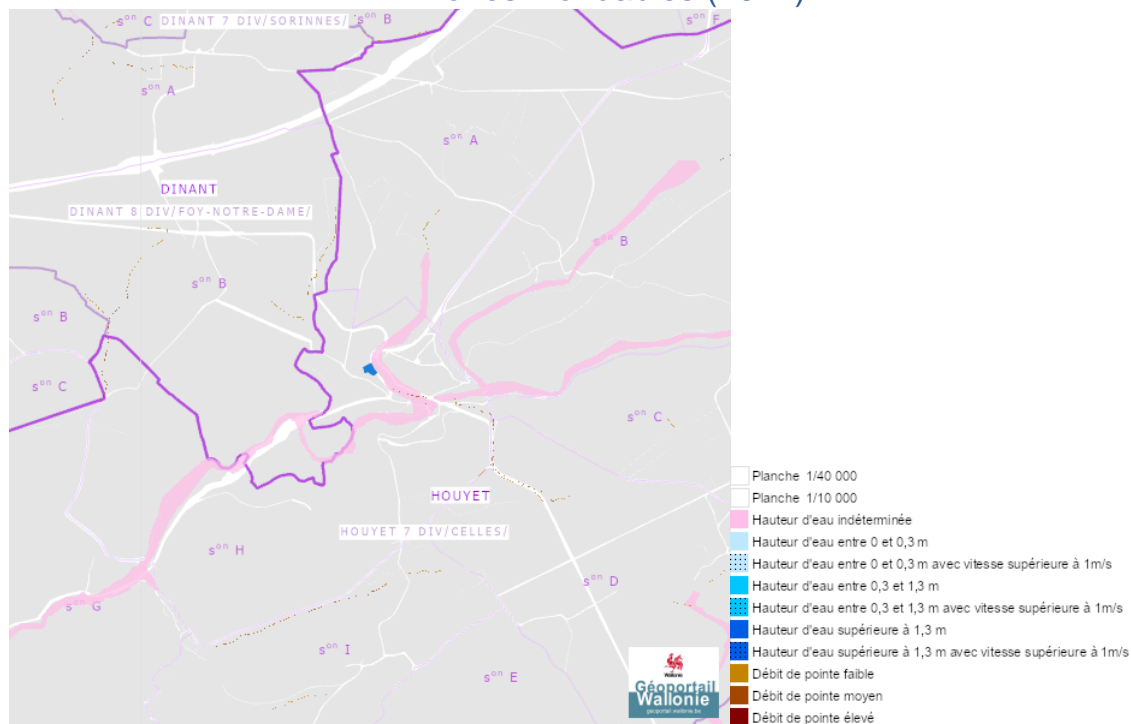 sᵒⁿ C
DINANT 7 DIV/SORINNES/
sᵒⁿ B
sᵒⁿ F
sᵒⁿ A
sᵒⁿ A
DINANT
DINANT 8 DIV/FOY-NOTRE-DAME/
sᵒⁿ B
sᵒⁿ B
sᵒⁿ B
sᵒⁿ C
sᵒⁿ C
HOUYET
HOUYET 7 DIV/CELLES/
sᵒⁿ H
sᵒⁿ D
sᵒⁿ G
sᵒⁿ I
sᵒⁿ E
Wallonie
Géoportail
Wallonie
geoportail.wallonie.be
Planche 1/40 000
Planche 1/10 000
Hauteur d'eau indéterminée
Hauteur d'eau entre 0 et 0,3 m
Hauteur d'eau entre 0 et 0,3 m avec vitesse supérieure à 1m/s
Hauteur d'eau entre 0,3 et 1,3 m
Hauteur d'eau entre 0,3 et 1,3 m avec vitesse supérieure à 1m/s
Hauteur d'eau supérieure à 1,3 m
Hauteur d'eau supérieure à 1,3 m avec vitesse supérieure à 1m/s
Débit de pointe faible
Débit de pointe moyen
Débit de pointe élevé